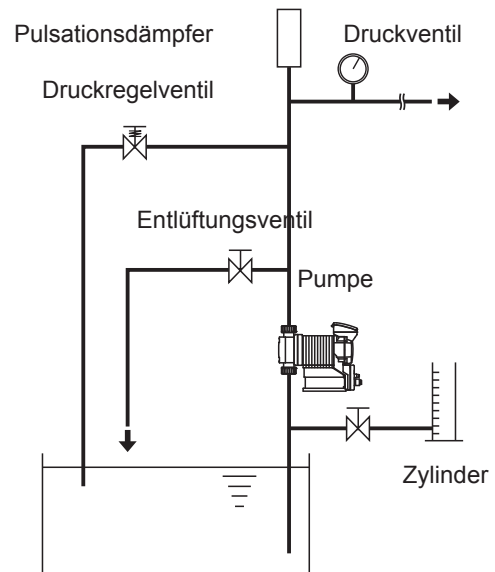 Pulsationsdämpfer
Druckventil
Druckregelventil
Entlüftungsventil
Pumpe
Zylinder